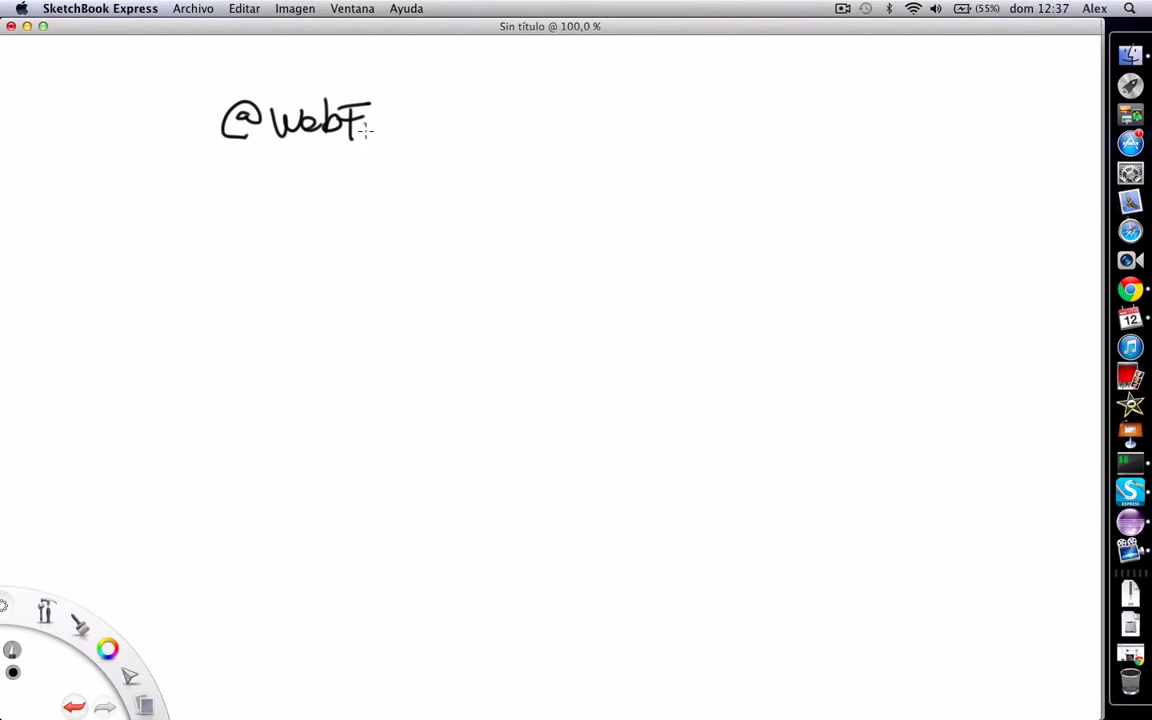 SketchBook Express Archivo Editar Imagen Ventana Ayuda (55%) dom 12:37 Alex
Sin título @ 100,0 %
@WebF